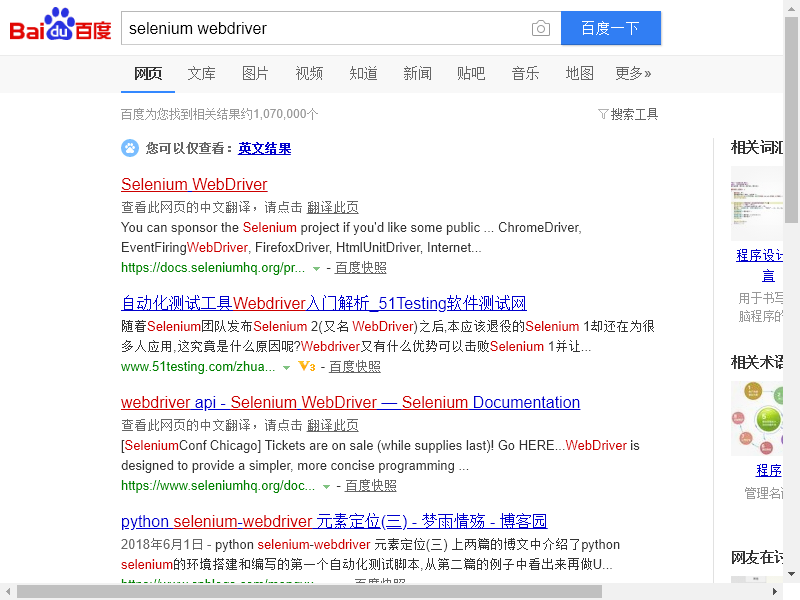 Bai du 百度
selenium webdriver
百度一下
网页 文库 图片 视频 知道 新闻 贴吧 音乐 地图 更多»
百度为您找到相关结果约1,070,000个
搜索工具
您可以仅查看：英文结果
Selenium WebDriver
查看此网页的中文翻译，请点击 翻译此页
You can sponsor the Selenium project if you'd like some public ... ChromeDriver,
EventFiringWebDriver, FirefoxDriver, HtmlUnitDriver, Internet...
https://docs.seleniumhq.org/pr... - 百度快照
自动化测试工具Webdriver入门解析_51Testing软件测试网
随着Selenium团队发布Selenium 2(又名 WebDriver)之后,本应该退役的Selenium 1却还在为很
多人应用,这究竟是什么原因呢?Webdriver又有什么优势可以击败Selenium 1并让...
www.51testing.com/zhua... V3 - 百度快照
webdriver api - Selenium WebDriver — Selenium Documentation
查看此网页的中文翻译，请点击 翻译此页
[SeleniumConf Chicago] Tickets are on sale (while supplies last)! Go HERE...WebDriver is
designed to provide a simpler, more concise programming ...
https://www.seleniumhq.org/doc... - 百度快照
python selenium-webdriver 元素定位(三) - 梦雨情殇 - 博客园
2018年6月1日 - python selenium-webdriver 元素定位(三) 上两篇的博文中介绍了python
selenium的环境搭建和编写的第一个自动化测试脚本,从第二篇的例子中看出来再做U...
相关词汇
程序设计
言
用于书写
脑程序的
相关术语
程序
管理名
网友在讨